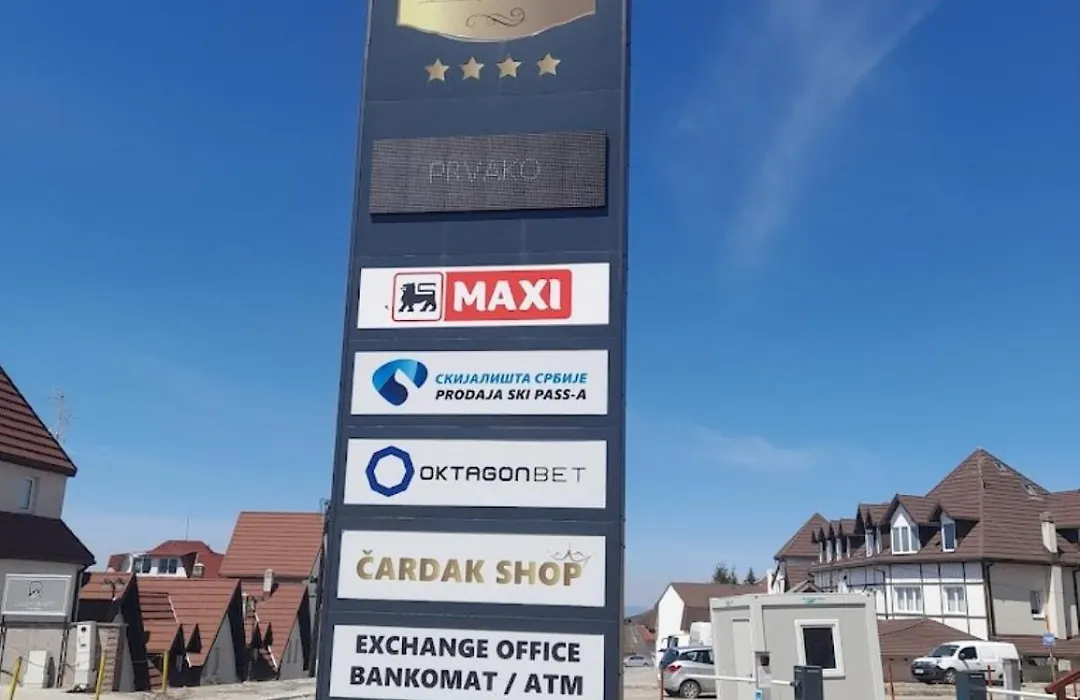 PRVAKO
MAXI
СКИЈАЛИШТА СРБИЈЕ
PRODAJA SKI PASS-A
OKTAGONBET
ČARDAK SHOP
EXCHANGE OFFICE
BANKOMAT / ATM